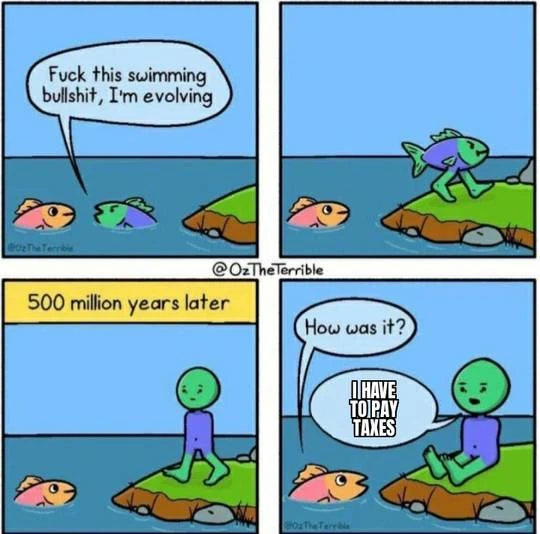 Fuck this swimming
bullshit, I'm evolving
@OzTheTerrible
@OzTheTerrible
500 million years later
How was it?
I HAVE
TO PAY
TAXES
@OzTheTerrible